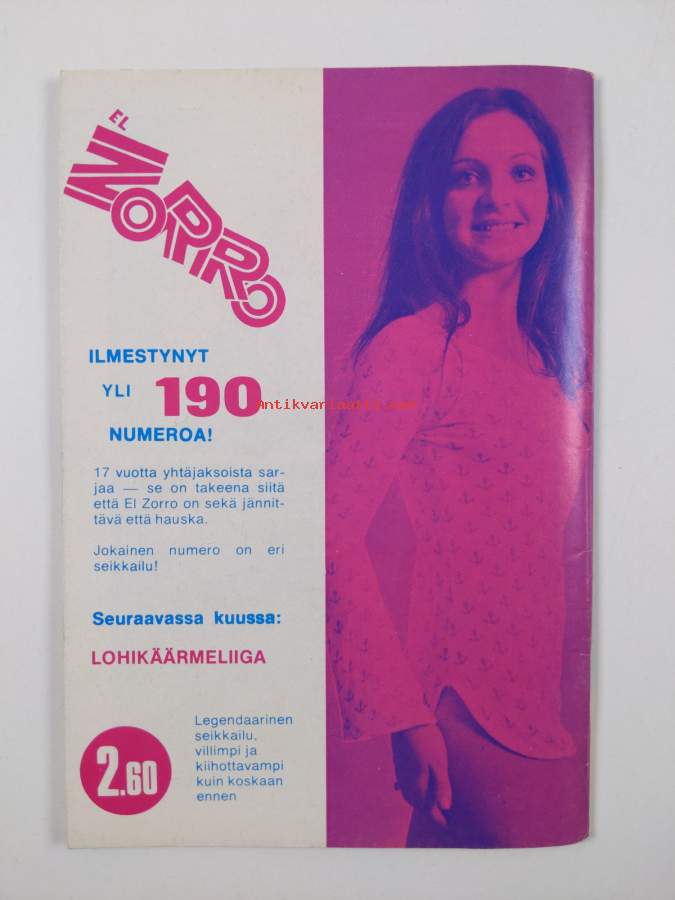 EL
ZORRO
ILMESTYNYT
YLI 190
NUMEROA!
Antikvariaatti.com
17 vuotta yhtäjaksoista sar-
jaa — se on takeena siitä
että El Zorro on sekä jännit-
tävä että hauska.
Jokainen numero on eri
seikkailu!
Seuraavassa kuussa:
LOHIKÄÄRMELIIGA
2.60
Legendaarinen
seikkailu,
villimpi ja
kiihottavampi
kuin koskaan
ennen